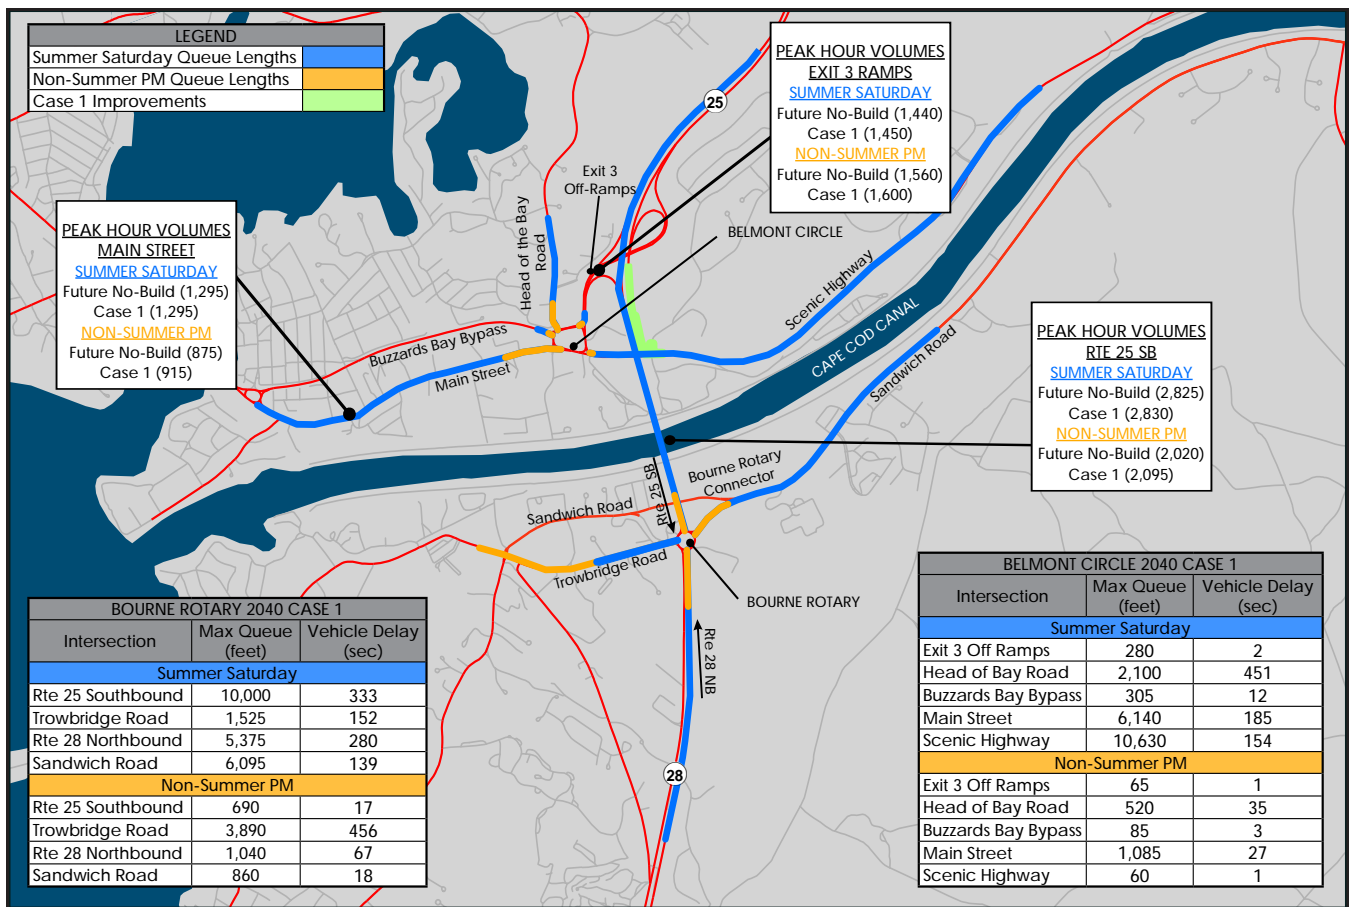 LEGEND
Summer Saturday Queue Lengths
Non-Summer PM Queue Lengths
Case 1 Improvements
25
PEAK HOUR VOLUMES
EXIT 3 RAMPS
SUMMER SATURDAY
Future No-Build (1,440)
Case 1 (1,450)
NON-SUMMER PM
Future No-Build (1,560)
Case 1 (1,600)
Exit 3
Off-Ramps
Head of the Bay
Road
BELMONT CIRCLE
PEAK HOUR VOLUMES
MAIN STREET
SUMMER SATURDAY
Future No-Build (1,295)
Case 1 (1,295)
NON-SUMMER PM
Future No-Build (875)
Case 1 (915)
Scenic Highway
CAPE COD CANAL
Sandwich Road
Buzzards Bay Bypass
Main Street
PEAK HOUR VOLUMES
RTE 25 SB
SUMMER SATURDAY
Future No-Build (2,825)
Case 1 (2,830)
NON-SUMMER PM
Future No-Build (2,020)
Case 1 (2,095)
Bourne Rotary
Connector
Rte 25 SB
Sandwich Road
Trowbridge Road
BOURNE ROTARY
Rte 28 NB
28
BOURNE ROTARY 2040 CASE 1
Intersection Max Queue (feet) Vehicle Delay (sec)
Summer Saturday
Rte 25 Southbound 10,000 333
Trowbridge Road 1,525 152
Rte 28 Northbound 5,375 280
Sandwich Road 6,095 139
Non-Summer PM
Rte 25 Southbound 690 17
Trowbridge Road 3,890 456
Rte 28 Northbound 1,040 67
Sandwich Road 860 18
BELMONT CIRCLE 2040 CASE 1
Intersection Max Queue (feet) Vehicle Delay (sec)
Summer Saturday
Exit 3 Off Ramps 280 2
Head of Bay Road 2,100 451
Buzzards Bay Bypass 305 12
Main Street 6,140 185
Scenic Highway 10,630 154
Non-Summer PM
Exit 3 Off Ramps 65 1
Head of Bay Road 520 35
Buzzards Bay Bypass 85 3
Main Street 1,085 27
Scenic Highway 60 1